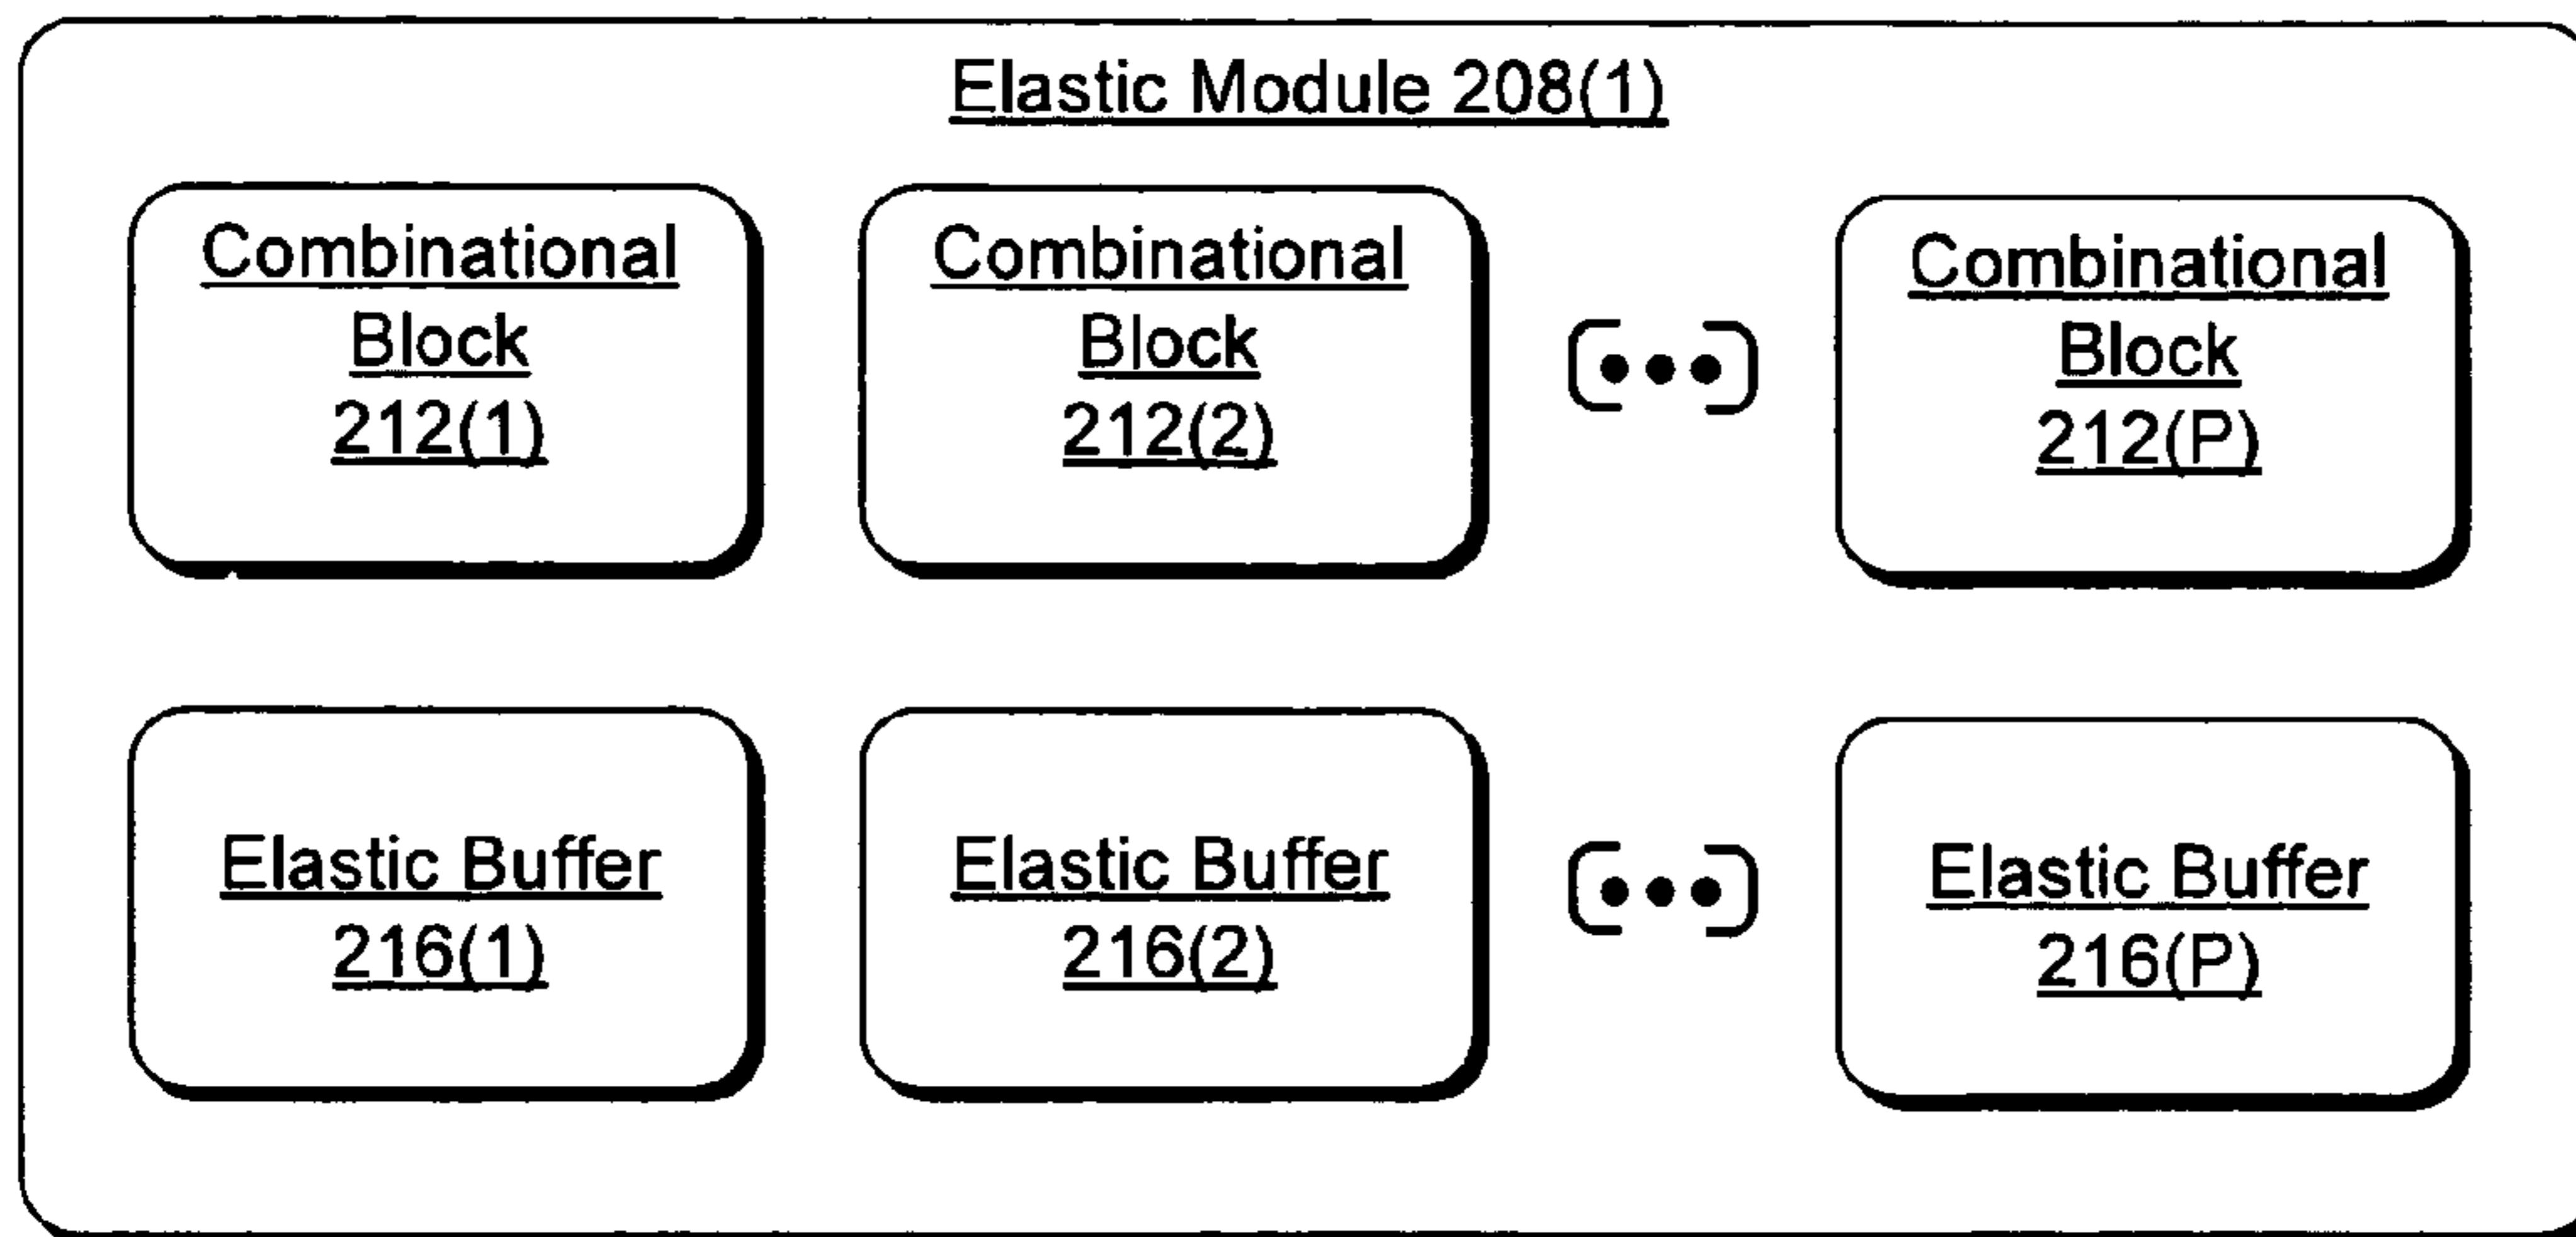 Elastic Module 208(1)
Combinational
Block
212(1)
Combinational
Block
212(2)
Combinational
Block
212(P)
Elastic Buffer
216(1)
Elastic Buffer
216(2)
Elastic Buffer
216(P)